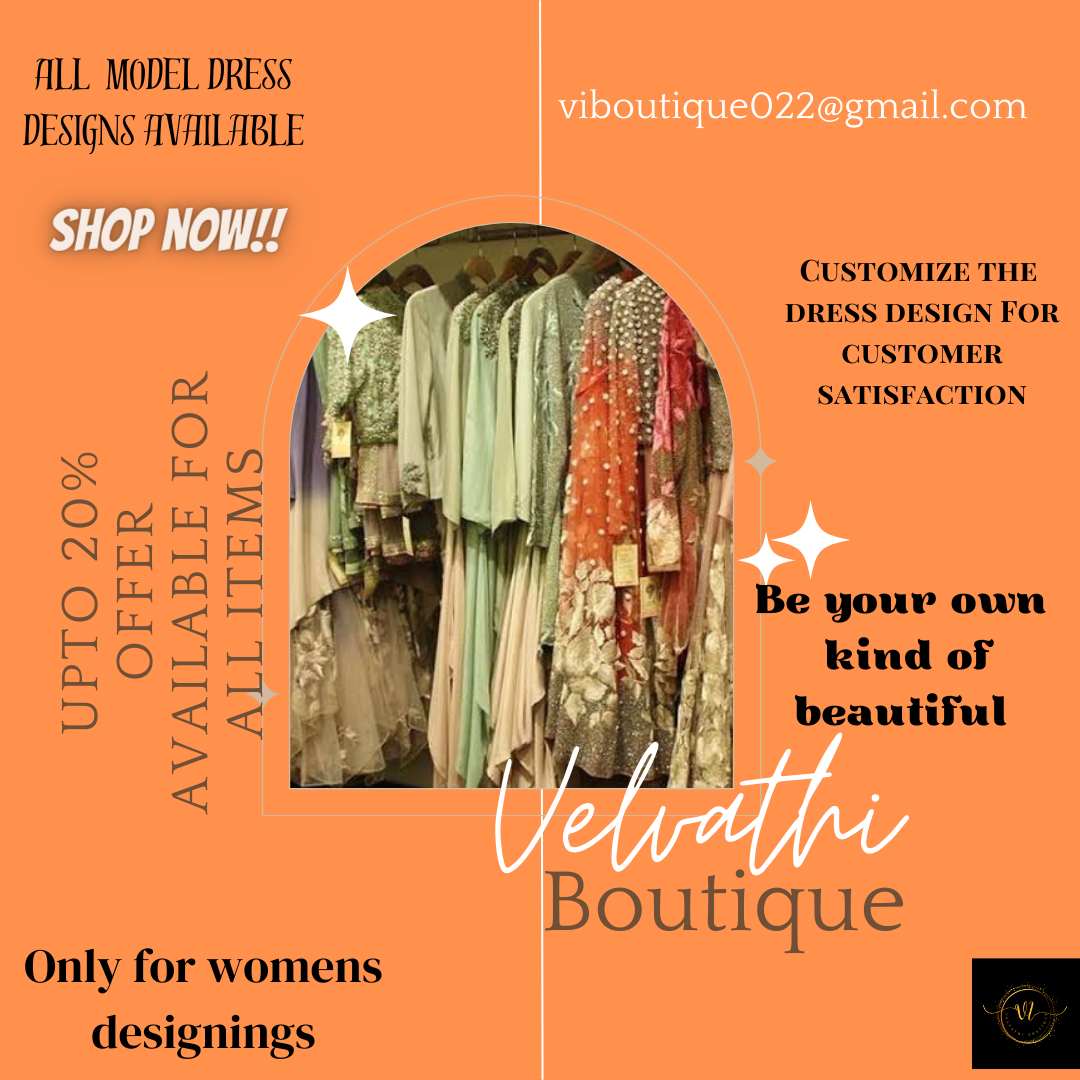 ALL MODEL DRESS
DESIGNS AVAILABLE
viboutique022@gmail.com
SHOP NOW!!
Customize the
dress design For
customer
satisfaction
UPTO 20%
OFFER
AVAILABLE FOR
ALL ITEMS
Be your own
kind of
beautiful
Velvathi
Boutique
Only for womens
designings